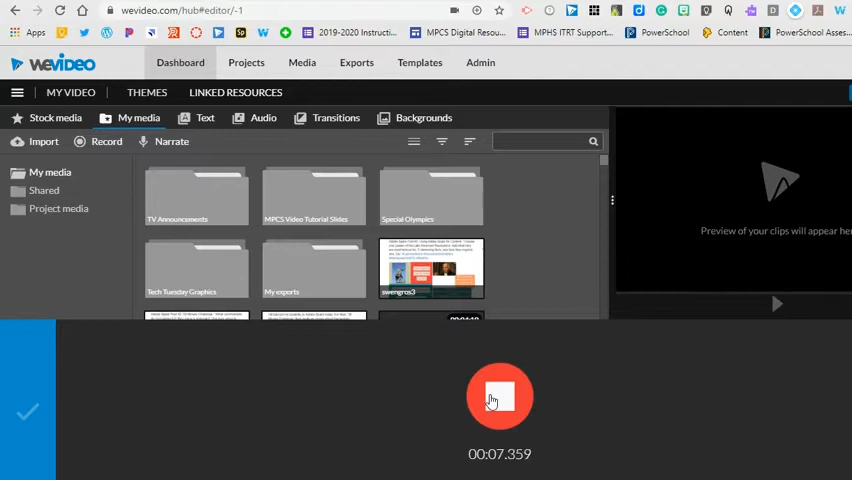 wevideo.com/hub#editor/-1
Apps 2019-2020 Instructi... MPCS Digital Resou... MPHS ITRT Support... PowerSchool Content PowerSchool Asses...
WEVIDEO Dashboard Projects Media Exports Templates Admin
MY VIDEO THEMES LINKED RESOURCES
Stock media My media Text Audio Transitions Backgrounds
Import Record Narrate
My media
Shared
Project media
TV Announcements MPCS Video Tutorial Slides Special Olympics
Tech Tuesday Graphics My exports swengros3
Preview of your clips will appear here
00:07.359